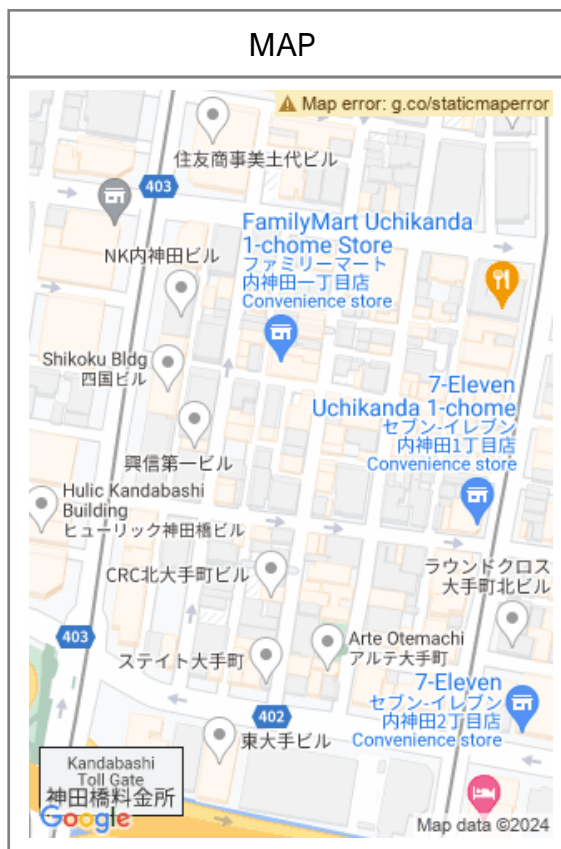 MAP
Map error: g.co/staticmaperror
住友商事美土代ビル
403
NK内神田ビル
FamilyMart Uchikanda
1-chome Store
ファミリーマート
内神田一丁目店
Convenience store
Shikoku Bldg
四国ビル
7-Eleven
Uchikanda 1-chome
セブン-イレブン
内神田1丁目店
Convenience store
興信第一ビル
Hulic Kandabashi
Building
ヒューリック神田橋ビル
CRC北大手町ビル
ラウンドクロス
大手町北ビル
403
Arte Otemachi
アルテ大手町
ステイト大手町
7-Eleven
セブン-イレブン
内神田2丁目店
Convenience store
402
東大手ビル
Kandabashi
Toll Gate
神田橋料金所
Google
Map data ©2024